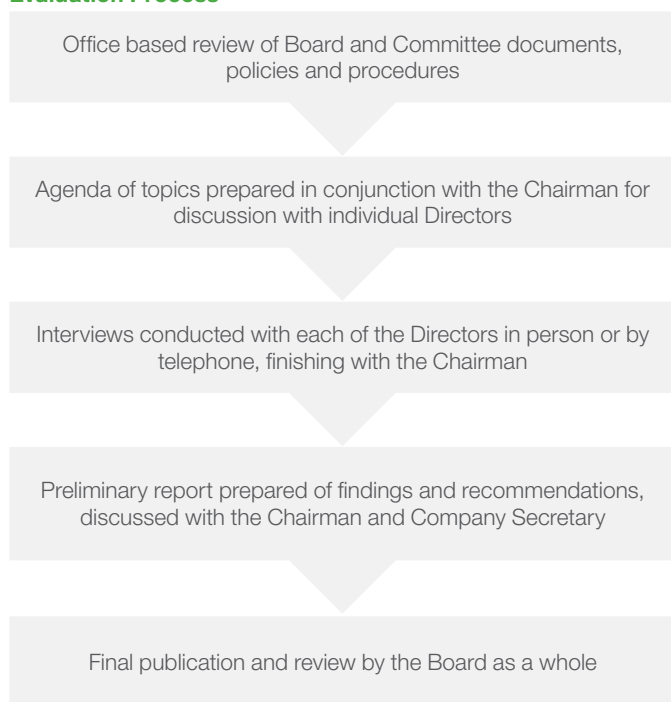 Evaluation Process
Office based review of Board and Committee documents,
policies and procedures
Agenda of topics prepared in conjunction with the Chairman for
discussion with individual Directors
Interviews conducted with each of the Directors in person or by
telephone, finishing with the Chairman
Preliminary report prepared of findings and recommendations,
discussed with the Chairman and Company Secretary
Final publication and review by the Board as a whole